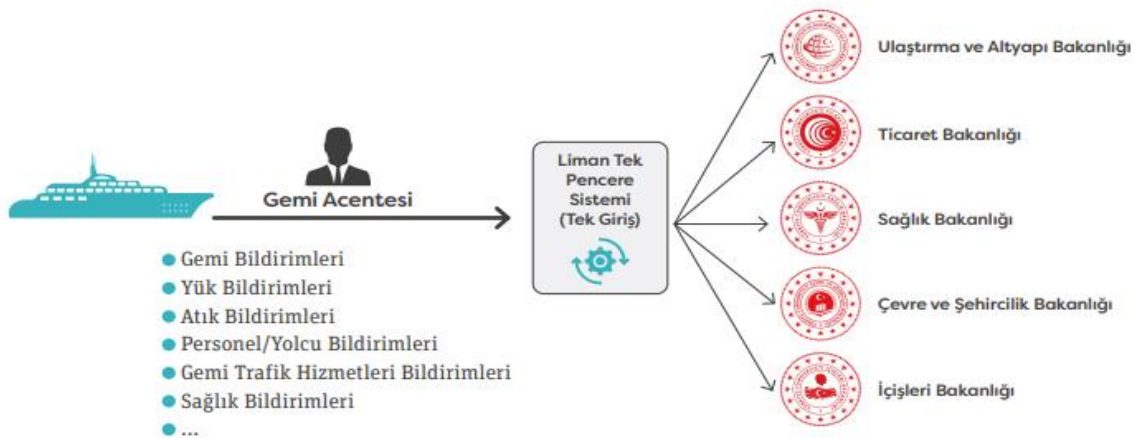 Gemi Acentesi
Gemi Bildirimleri
Yük Bildirimleri
Atık Bildirimleri
Personel/Yolcu Bildirimleri
Gemi Trafik Hizmetleri Bildirimleri
Sağlık Bildirimleri
...
Liman Tek
Pencere
Sistemi
(Tek Giriş)
Ulaştırma ve Altyapı Bakanlığı
Ticaret Bakanlığı
Sağlık Bakanlığı
Çevre ve Şehircilik Bakanlığı
İçişleri Bakanlığı